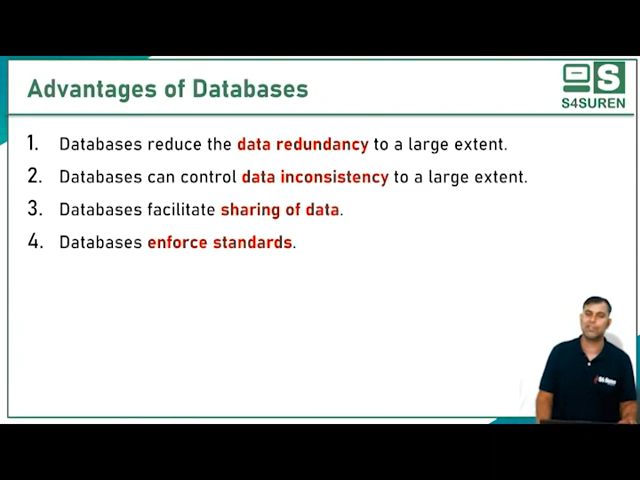 Advantages of Databases
S
S4SUREN
1. Databases reduce the data redundancy to a large extent.
2. Databases can control data inconsistency to a large extent.
3. Databases facilitate sharing of data.
4. Databases enforce standards.